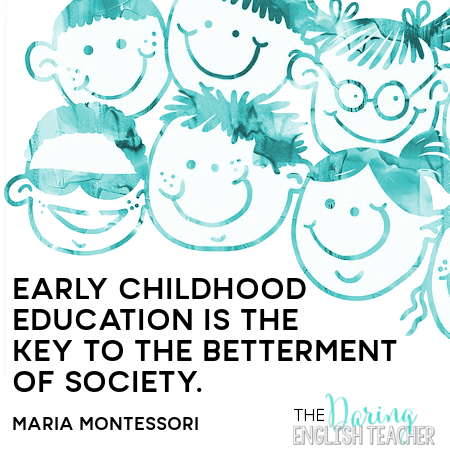 EARLY CHILDHOOD
EDUCATION IS THE
KEY TO THE BETTERMENT
OF SOCIETY.
MARIA MONTESSORI
THE Daring
ENGLISH TEACHER